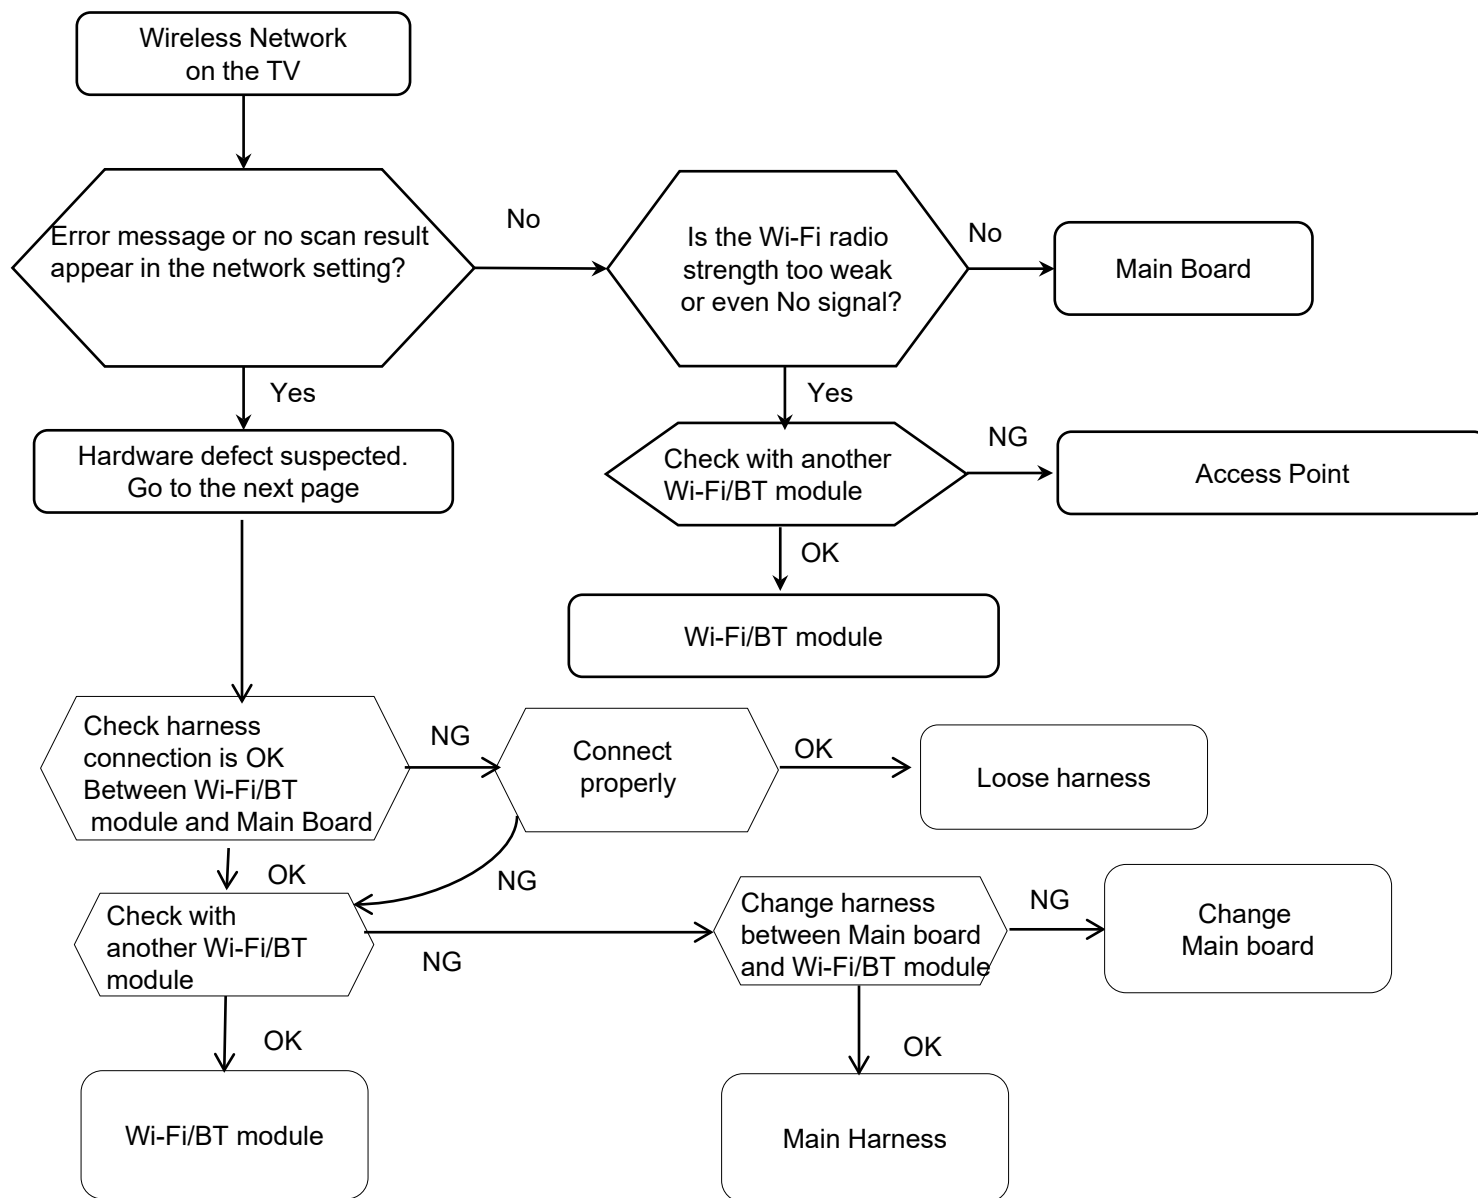 Wireless Network
on the TV
Error message or no scan result
appear in the network setting?
No
Is the Wi-Fi radio
strength too weak
or even No signal?
No
Main Board
Yes
Yes
Hardware defect suspected.
Go to the next page
Check with another
Wi-Fi/BT module
NG
Access Point
OK
Wi-Fi/BT module
Check harness
connection is OK
Between Wi-Fi/BT
module and Main Board
NG
Connect
properly
OK
Loose harness
OK
NG
Check with
another Wi-Fi/BT
module
NG
Change harness
between Main board
and Wi-Fi/BT module
NG
Change
Main board
OK
OK
Wi-Fi/BT module
Main Harness